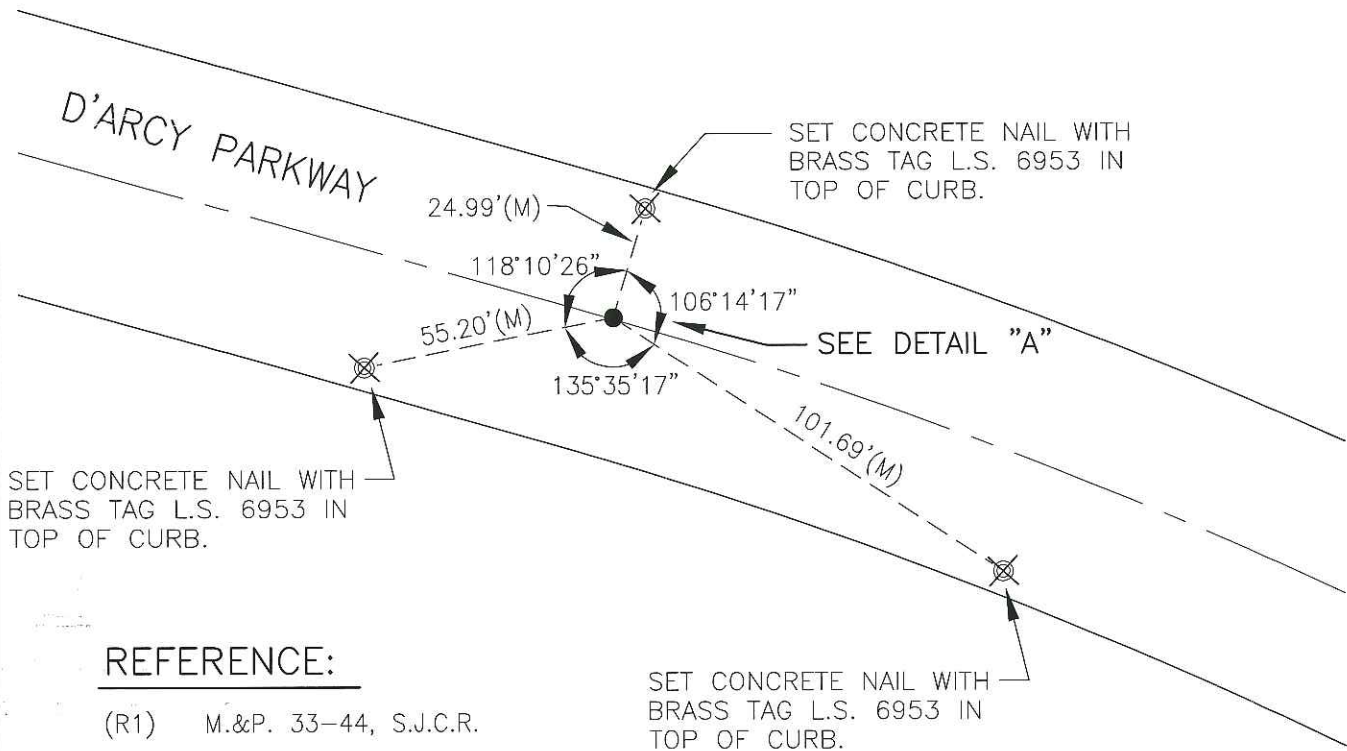 D'ARCY PARKWAY
SET CONCRETE NAIL WITH
BRASS TAG L.S. 6953 IN
TOP OF CURB.
24.99'(M)
118°10'26"
106°14'17"
55.20'(M)
SEE DETAIL "A"
135°35'17"
101.69'(M)
SET CONCRETE NAIL WITH
BRASS TAG L.S. 6953 IN
TOP OF CURB.
REFERENCE:
(R1) M.&P. 33-44, S.J.C.R.
SET CONCRETE NAIL WITH
BRASS TAG L.S. 6953 IN
TOP OF CURB.